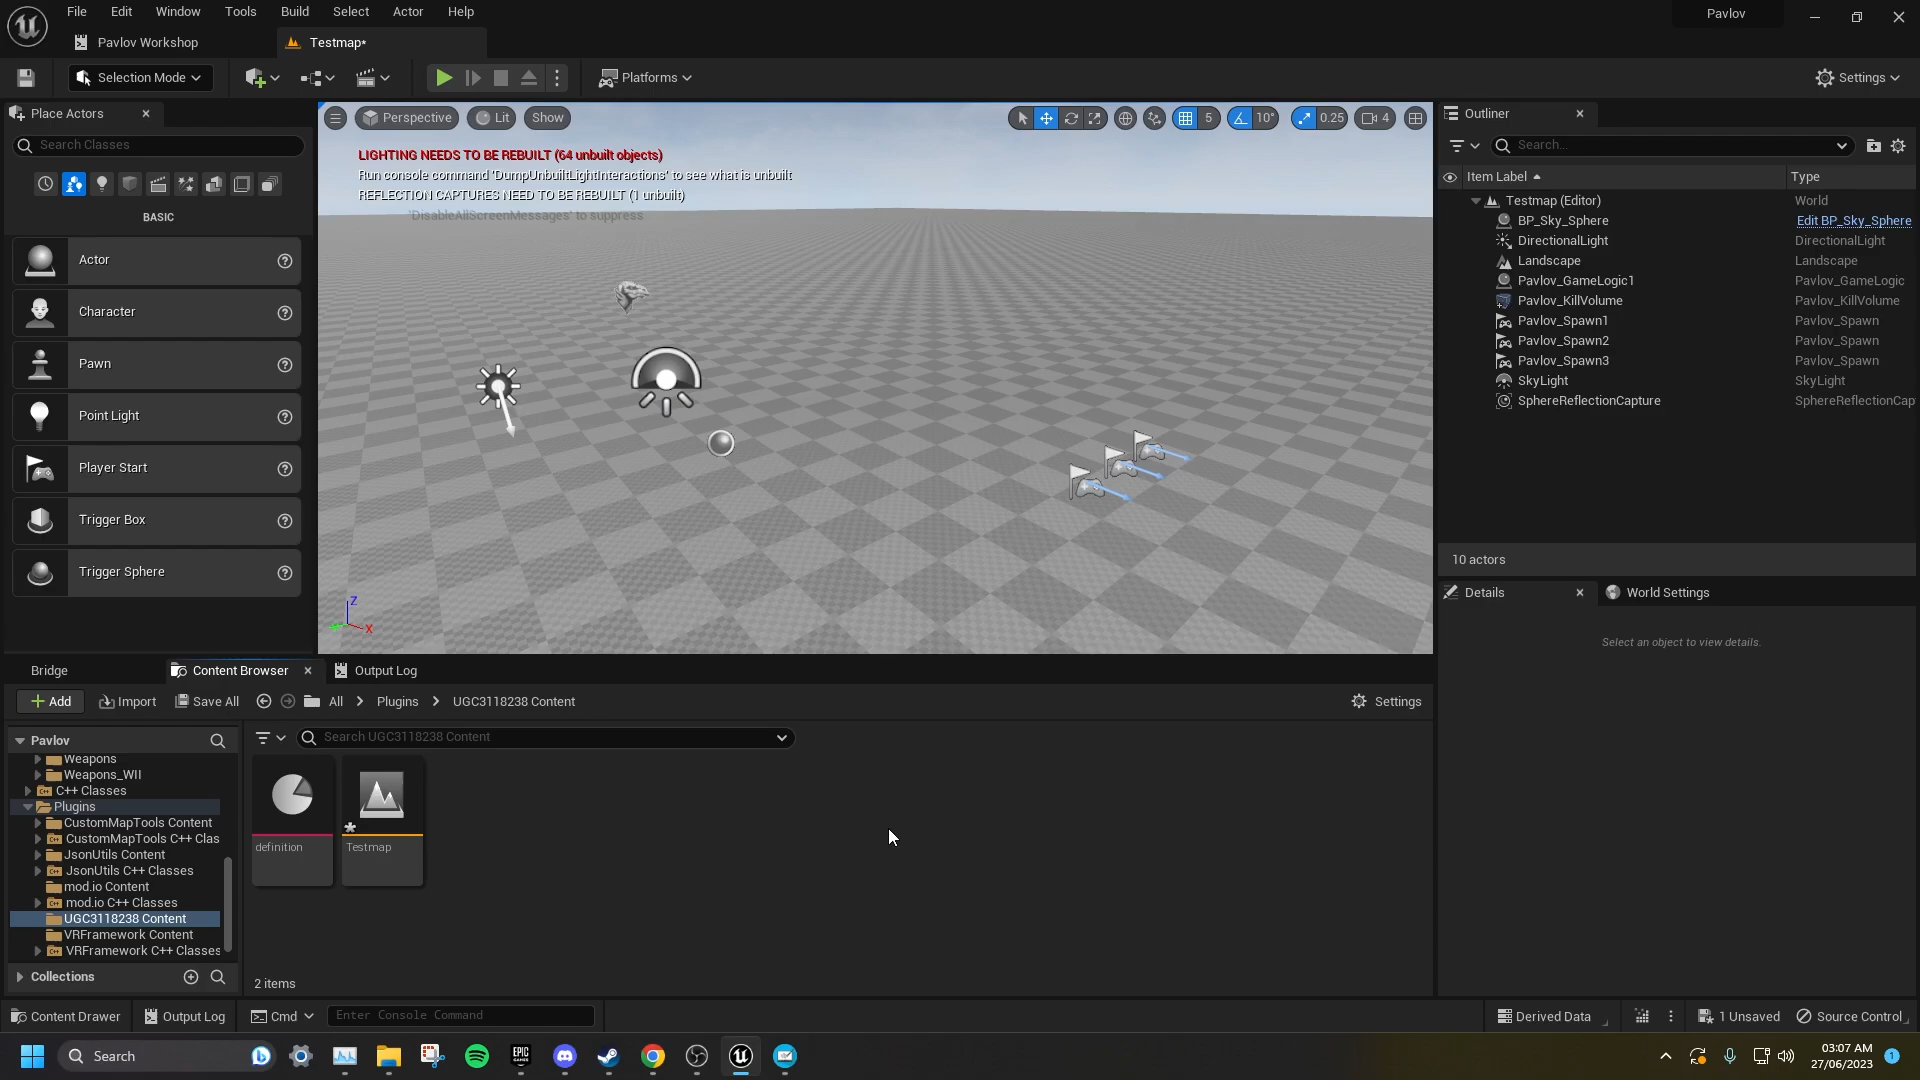 File Edit Window Tools Build Select Actor Help
Pavlov
Pavlov Workshop
Testmap*
Selection Mode
Platforms
Settings
Place Actors
Search Classes
BASIC
Actor
Character
Pawn
Point Light
Player Start
Trigger Box
Trigger Sphere
Perspective Lit Show
5 10° 0.25 4
LIGHTING NEEDS TO BE REBUILT (64 unbuilt objects)
Run console command 'DumpUnbuiltLightInteractions' to see what is unbuilt
REFLECTION CAPTURES NEED TO BE REBUILT (1 unbuilt)
'DisableAllScreenMessages' to suppress
Z
X
Outliner
Search...
Item Label Type
Testmap (Editor) World
BP_Sky_Sphere Edit BP_Sky_Sphere
DirectionalLight DirectionalLight
Landscape Landscape
Pavlov_GameLogic1 Pavlov_GameLogic
Pavlov_KillVolume Pavlov_KillVolume
Pavlov_Spawn1 Pavlov_Spawn
Pavlov_Spawn2 Pavlov_Spawn
Pavlov_Spawn3 Pavlov_Spawn
SkyLight SkyLight
SphereReflectionCapture SphereReflectionCap
10 actors
Details World Settings
Select an object to view details.
Bridge Content Browser Output Log
Add Import Save All All Plugins UGC3118238 Content Settings
Pavlov
Weapons
Weapons_WII
C++ Classes
Plugins
CustomMapTools Content
CustomMapTools C++ Clas
JsonUtils Content
JsonUtils C++ Classes
mod.io Content
mod.io C++ Classes
UGC3118238 Content
VRFramework Content
VRFramework C++ Classes
Collections
Search UGC3118238 Content
definition Testmap
2 items
Content Drawer Output Log Cmd Enter Console Command Derived Data 1 Unsaved Source Control
Search
EPIC GAMES
03:07 AM
27/06/2023
1